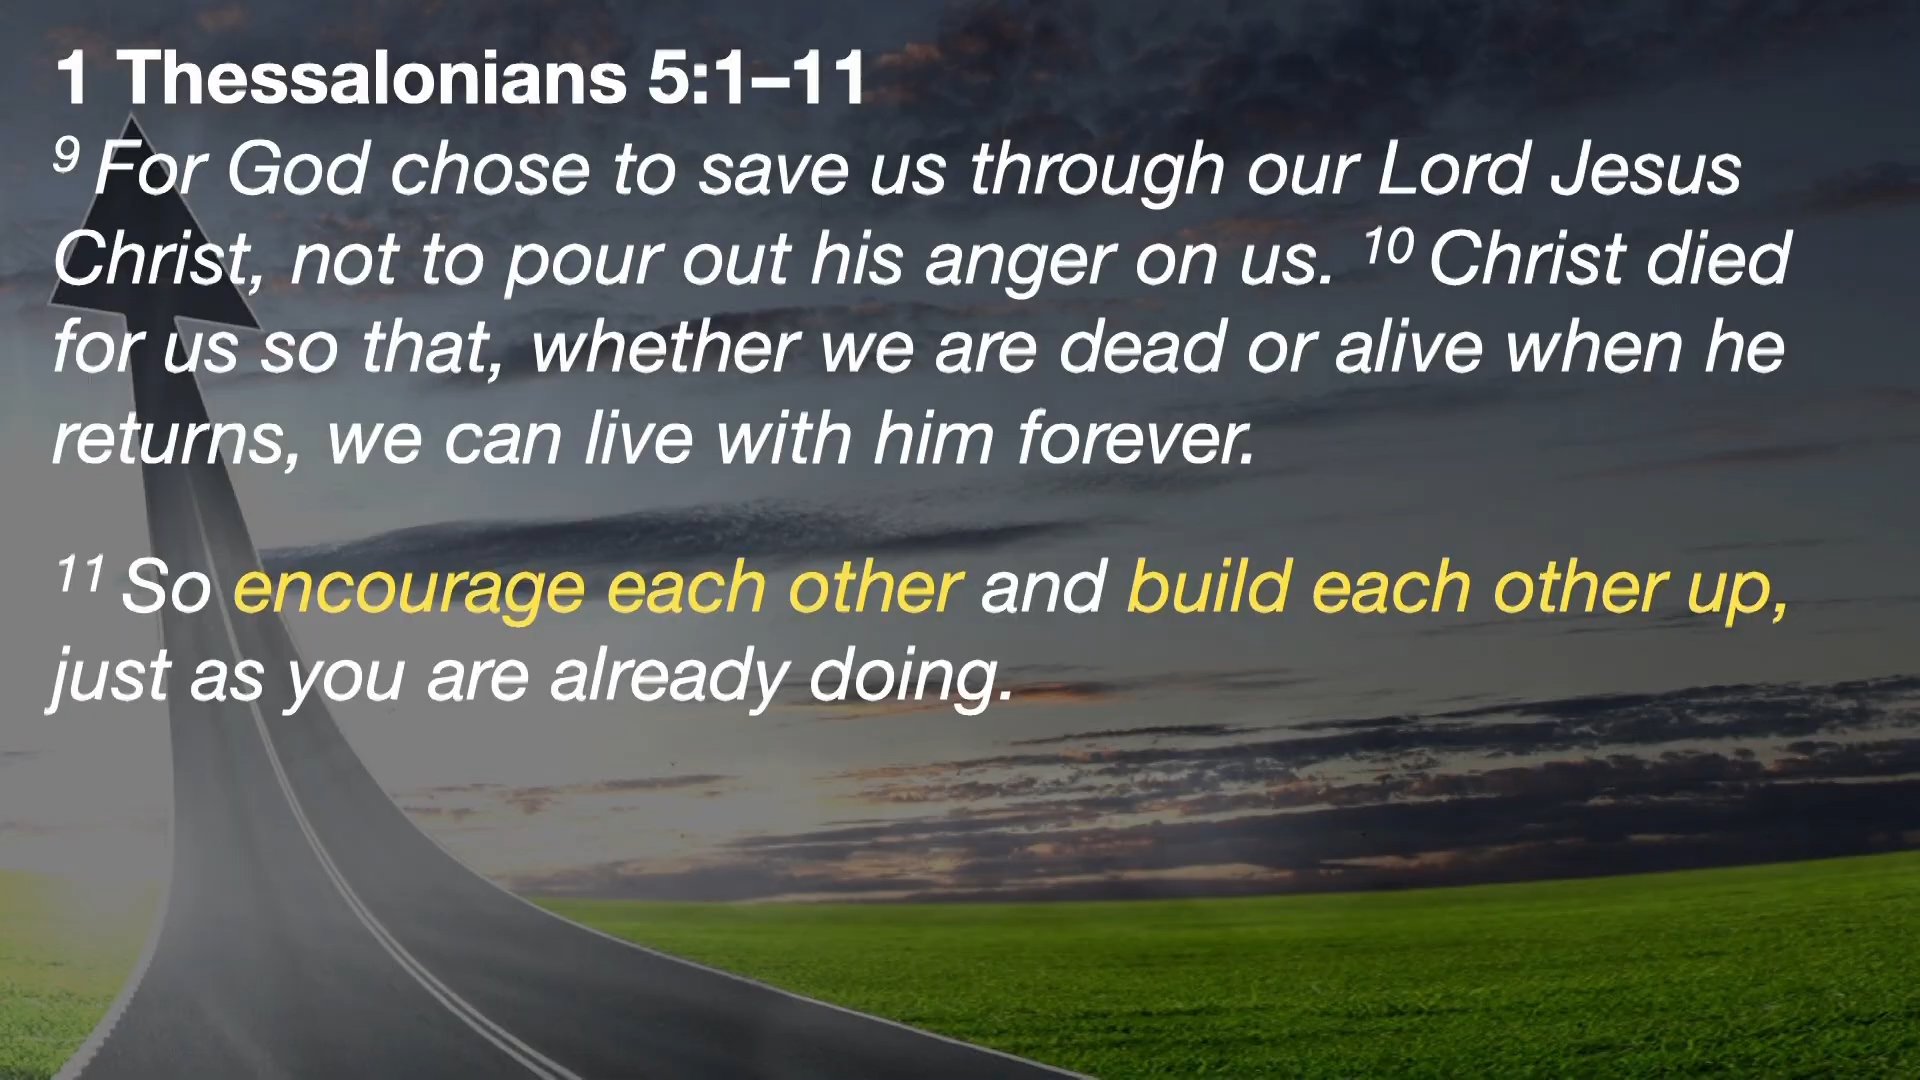 1 Thessalonians 5:1–11
9 For God chose to save us through our Lord Jesus
Christ, not to pour out his anger on us. 10 Christ died
for us so that, whether we are dead or alive when he
returns, we can live with him forever.
11 So encourage each other and build each other up,
just as you are already doing.